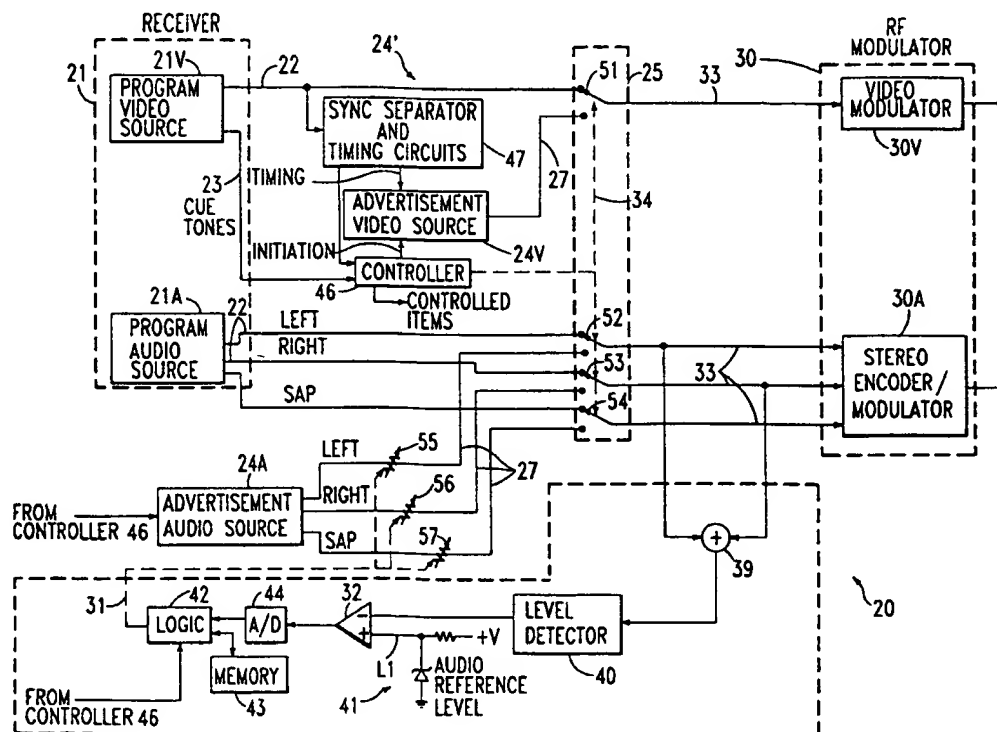 RECEIVER
21
21V
PROGRAM
VIDEO
SOURCE
22
24'
SYNC SEPARATOR
AND
TIMING CIRCUITS
47
TIMING
23
CUE
TONES
ADVERTISEMENT
VIDEO SOURCE
24V
INITIATION
CONTROLLER
46
CONTROLLED
ITEMS
27
51
25
34
33
RF
MODULATOR
30
VIDEO
MODULATOR
30V
21A
PROGRAM
AUDIO
SOURCE
22
LEFT
RIGHT
SAP
52
53
54
33
30A
STEREO
ENCODER/
MODULATOR
24A
FROM
CONTROLLER 46
ADVERTISEMENT
AUDIO SOURCE
LEFT
RIGHT
SAP
55
56
57
27
39
20
31
42
LOGIC
44
A/D
32
-
+
L1
+V
LEVEL
DETECTOR
40
MEMORY
43
41
AUDIO
REFERENCE
LEVEL
FROM
CONTROLLER 46
+